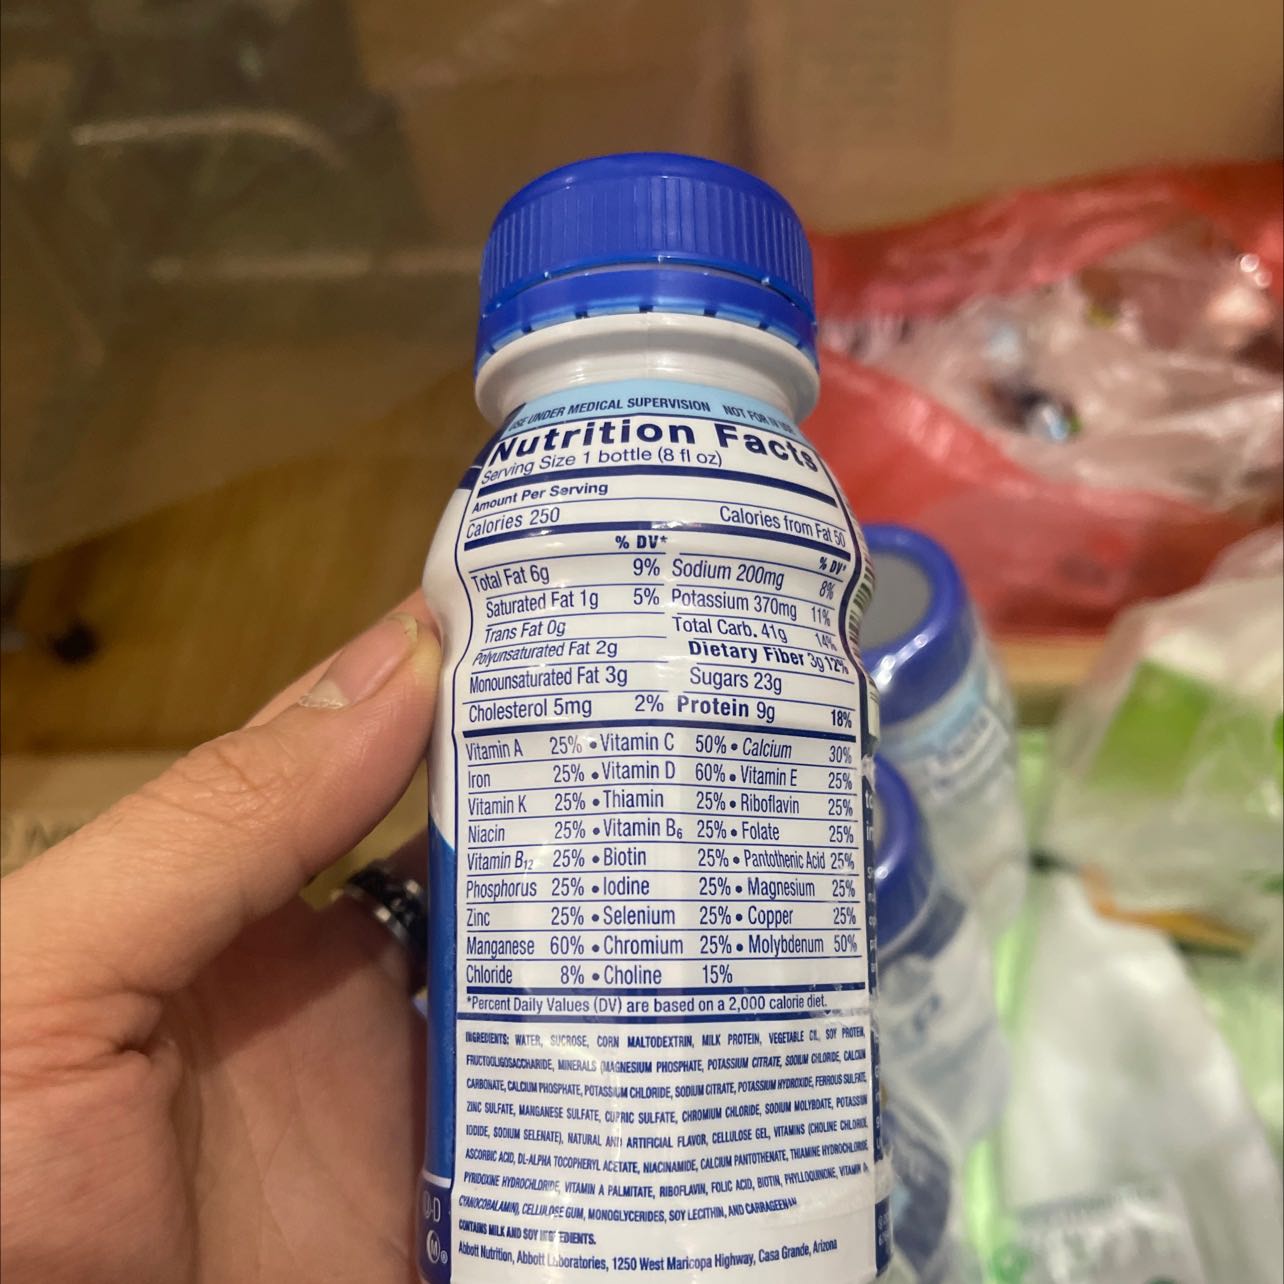 USE UNDER MEDICAL SUPERVISION NOT FOR
Nutrition Facts
Serving Size 1 bottle (8 fl oz)
Amount Per Serving
Calories 250 Calories from Fat 50
% DV* % DV*
Total Fat 6g 9% Sodium 200mg 8%
Saturated Fat 1g 5% Potassium 370mg 11%
Trans Fat 0g Total Carb. 41g 14%
Polyunsaturated Fat 2g Dietary Fiber 3g 12%
Monounsaturated Fat 3g Sugars 23g
Cholesterol 5mg 2% Protein 9g 18%
Vitamin A 25% • Vitamin C 50% • Calcium 30%
Iron 25% • Vitamin D 60% • Vitamin E 25%
Vitamin K 25% • Thiamin 25% • Riboflavin 25%
Niacin 25% • Vitamin B6 25% • Folate 25%
Vitamin B12 25% • Biotin 25% • Pantothenic Acid 25%
Phosphorus 25% • Iodine 25% • Magnesium 25%
Zinc 25% • Selenium 25% • Copper 25%
Manganese 60% • Chromium 25% • Molybdenum 50%
Chloride 8% • Choline 15%
*Percent Daily Values (DV) are based on a 2,000 calorie diet.
INGREDIENTS: WATER, SUCROSE, CORN MALTODEXTRIN, MILK PROTEIN, VEGETABLE OIL, SOY PROTEIN,
FRUCTOOLIGOSACCHARIDE, MINERALS (MAGNESIUM PHOSPHATE, POTASSIUM CITRATE, SODIUM CHLORIDE, CALCIUM
CARBONATE, CALCIUM PHOSPHATE, POTASSIUM CHLORIDE, SODIUM CITRATE, POTASSIUM HYDROXIDE, FERROUS SULFATE,
ZINC SULFATE, MANGANESE SULFATE, CUPRIC SULFATE, CHROMIUM CHLORIDE, SODIUM MOLYBDATE, POTASSIUM
IODIDE, SODIUM SELENATE), NATURAL AND ARTIFICIAL FLAVOR, CELLULOSE GEL, VITAMINS (CHOLINE CHLORIDE,
ASCORBIC ACID, DL-ALPHA TOCOPHERYL ACETATE, NIACINAMIDE, CALCIUM PANTOTHENATE, THIAMINE HYDROCHLORIDE,
PYRIDOXINE HYDROCHLORIDE, VITAMIN A PALMITATE, RIBOFLAVIN, FOLIC ACID, BIOTIN, PHYLLOQUINONE, VITAMIN
CYANOCOBALAMIN), CELLULOSE GUM, MONOGLYCERIDES, SOY LECITHIN, AND CARRAGEENAN
CONTAINS MILK AND SOY INGREDIENTS.
Abbott Nutrition, Abbott Laboratories, 1250 West Maricopa Highway, Casa Grande, Arizona